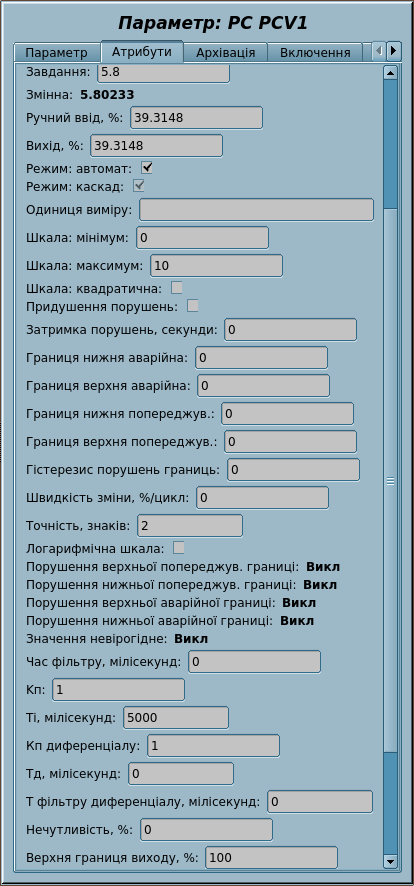 Параметр: PC PCV1
Параметр Атрибути Архівація Включення
Завдання: 5.8
Змінна: 5.80233
Ручний ввід, %: 39.3148
Вихід, %: 39.3148
Режим: автомат:
Режим: каскад:
Одиниця виміру:
Шкала: мінімум: 0
Шкала: максимум: 10
Шкала: квадратична:
Придушення порушень:
Затримка порушень, секунди: 0
Границя нижня аварійна: 0
Границя верхня аварійна: 0
Границя нижня попереджув.: 0
Границя верхня попереджув.: 0
Гістерезис порушень границь: 0
Швидкість зміни, %/цикл: 0
Точність, знаків: 2
Логарифмічна шкала:
Порушення верхньої попереджув. границі: Викл
Порушення нижньої попереджув. границі: Викл
Порушення верхньої аварійної границі: Викл
Порушення нижньої аварійної границі: Викл
Значення невірогідне: Викл
Час фільтру, мілісекунд: 0
Кп: 1
Ті, мілісекунд: 5000
Кп диференціалу: 1
Тд, мілісекунд: 0
Т фільтру диференціалу, мілісекунд: 0
Нечутливість, %: 0
Верхня границя виходу, %: 100